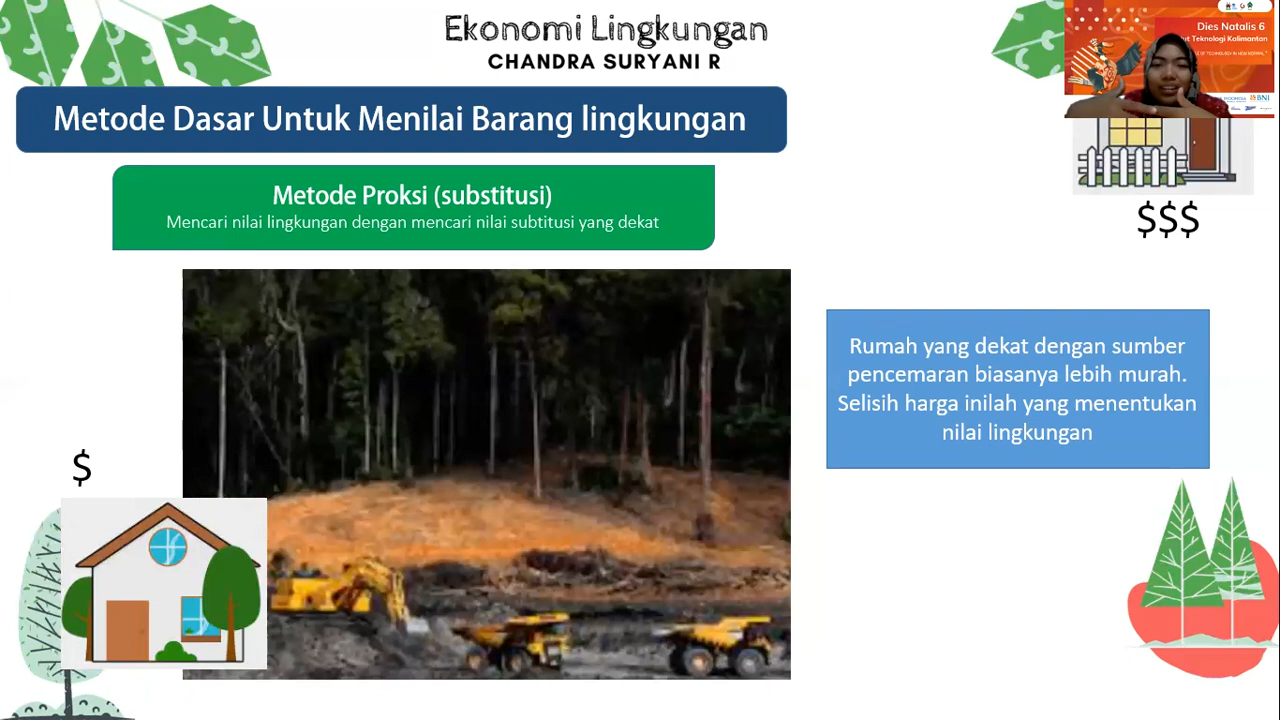 Ekonomi Lingkungan
CHANDRA SURYANI R
Dies Natalis 6
ut Teknologi Kalimantan
BNI
Metode Dasar Untuk Menilai Barang lingkungan
Metode Proksi (substitusi)
Mencari nilai lingkungan dengan mencari nilai subtitusi yang dekat
$$$
Rumah yang dekat dengan sumber
pencemaran biasanya lebih murah.
Selisih harga inilah yang menentukan
nilai lingkungan
$